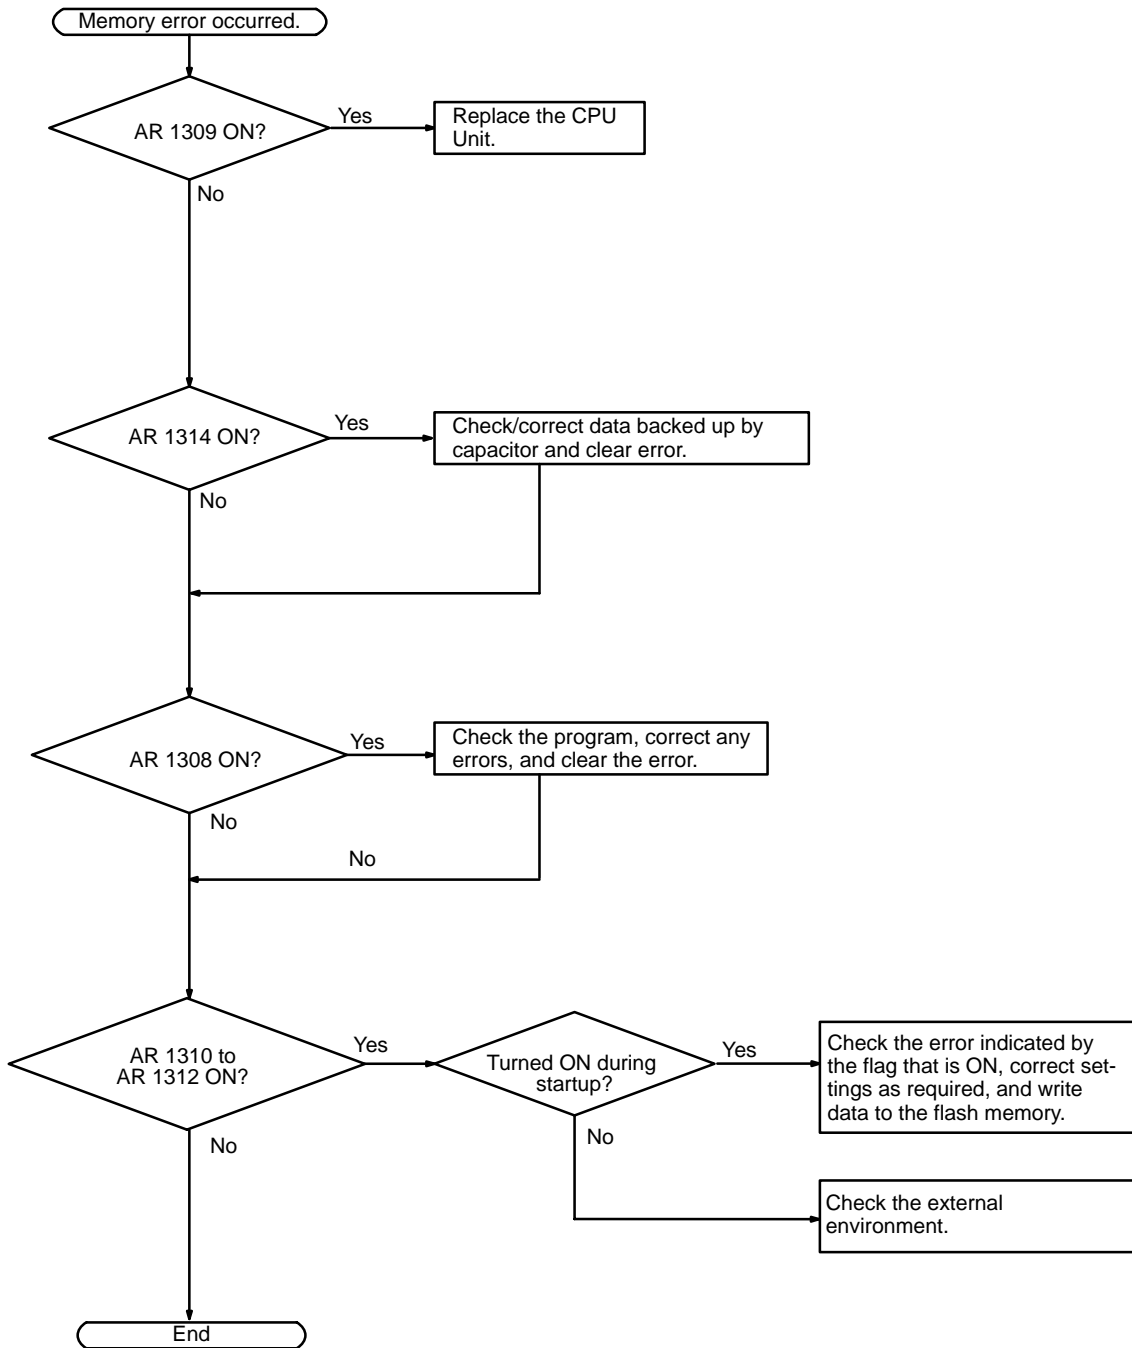 Memory error occurred.
AR 1309 ON?
Yes
Replace the CPU
Unit.
No
AR 1314 ON?
Yes
Check/correct data backed up by
capacitor and clear error.
No
AR 1308 ON?
Yes
Check the program, correct any
errors, and clear the error.
No
No
AR 1310 to
AR 1312 ON?
Yes
Turned ON during
startup?
Yes
Check the error indicated by
the flag that is ON, correct set-
tings as required, and write
data to the flash memory.
No
No
Check the external
environment.
End